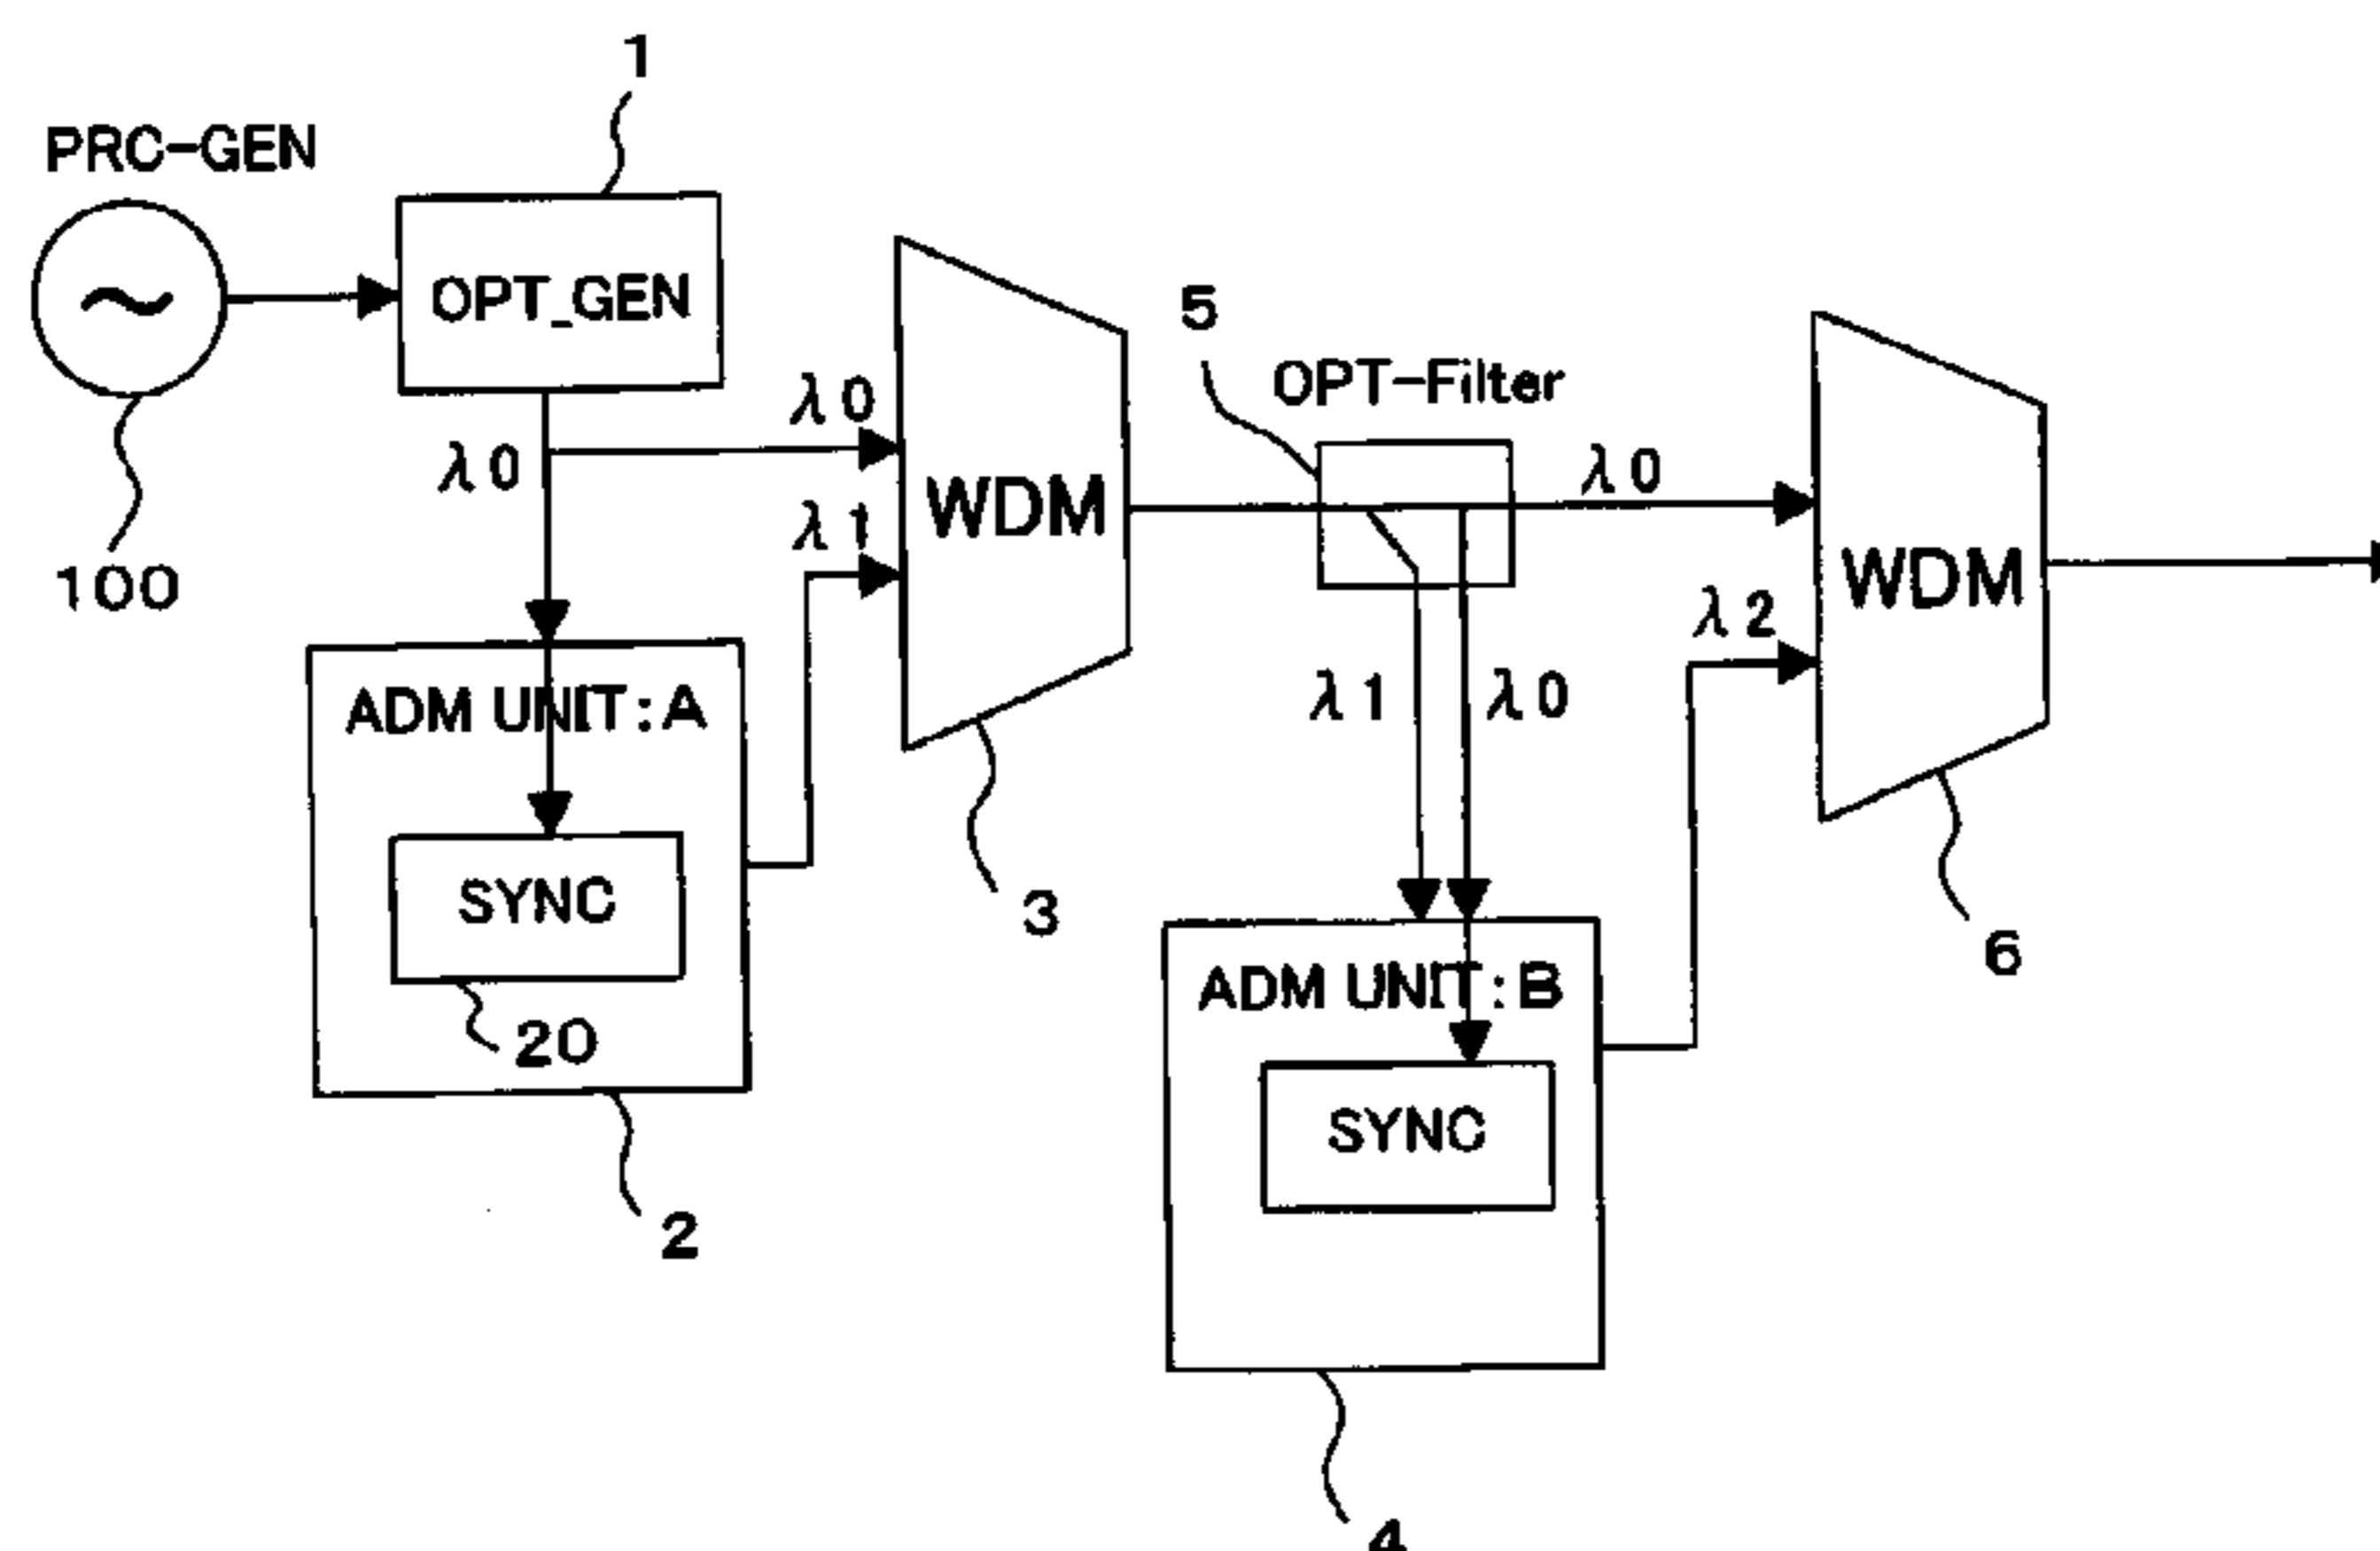 1
PRC-GEN
OPT_GEN
100
λ0
λ0
λ1
WDM
3
ADM UNIT:A
SYNC
20
2
5
OPT-Filter
λ0
λ1
λ0
λ2
WDM
6
ADM UNIT:B
SYNC
4